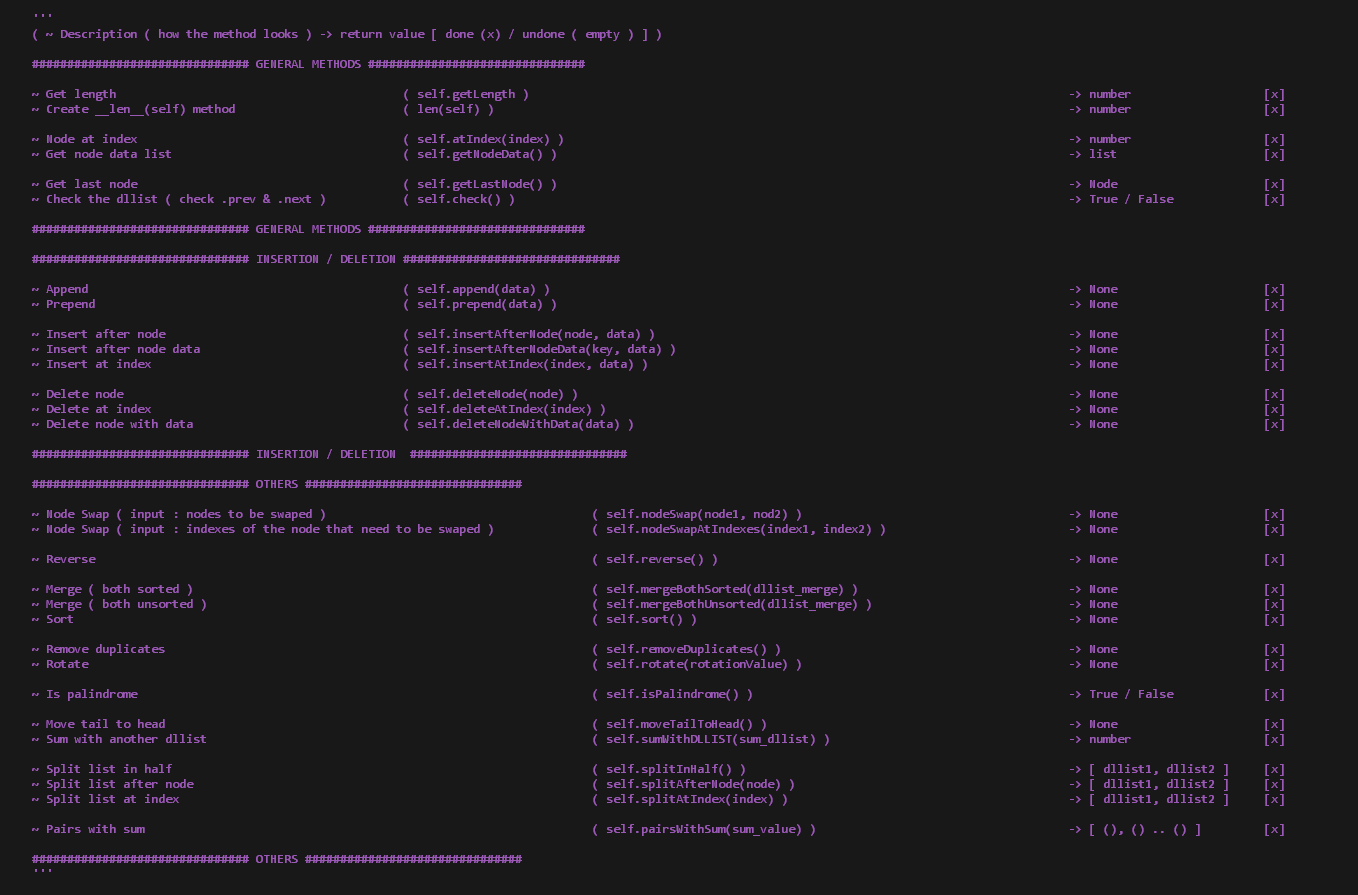 '''
( ~ Description ( how the method looks ) -> return value [ done (x) / undone ( empty ) ] )
############################### GENERAL METHODS ###############################
~ Get length ( self.getLength ) -> number [x]
~ Create __len__(self) method ( len(self) ) -> number [x]
~ Node at index ( self.atIndex(index) ) -> number [x]
~ Get node data list ( self.getNodeData() ) -> list [x]
~ Get last node ( self.getLastNode() ) -> Node [x]
~ Check the dllist ( check .prev & .next ) ( self.check() ) -> True / False [x]
############################### GENERAL METHODS ###############################
############################### INSERTION / DELETION ###############################
~ Append ( self.append(data) ) -> None [x]
~ Prepend ( self.prepend(data) ) -> None [x]
~ Insert after node ( self.insertAfterNode(node, data) ) -> None [x]
~ Insert after node data ( self.insertAfterNodeData(key, data) ) -> None [x]
~ Insert at index ( self.insertAtIndex(index, data) ) -> None [x]
~ Delete node ( self.deleteNode(node) ) -> None [x]
~ Delete at index ( self.deleteAtIndex(index) ) -> None [x]
~ Delete node with data ( self.deleteNodeWithData(data) ) -> None [x]
############################### INSERTION / DELETION ###############################
############################### OTHERS ###############################
~ Node Swap ( input : nodes to be swaped ) ( self.nodeSwap(node1, nod2) ) -> None [x]
~ Node Swap ( input : indexes of the node that need to be swaped ) ( self.nodeSwapAtIndexes(index1, index2) ) -> None [x]
~ Reverse ( self.reverse() ) -> None [x]
~ Merge ( both sorted ) ( self.mergeBothSorted(dllist_merge) ) -> None [x]
~ Merge ( both unsorted ) ( self.mergeBothUnsorted(dllist_merge) ) -> None [x]
~ Sort ( self.sort() ) -> None [x]
~ Remove duplicates ( self.removeDuplicates() ) -> None [x]
~ Rotate ( self.rotate(rotationValue) ) -> None [x]
~ Is palindrome ( self.isPalindrome() ) -> True / False [x]
~ Move tail to head ( self.moveTailToHead() ) -> None [x]
~ Sum with another dllist ( self.sumWithDLLIST(sum_dllist) ) -> number [x]
~ Split list in half ( self.splitInHalf() ) -> [ dllist1, dllist2 ] [x]
~ Split list after node ( self.splitAfterNode(node) ) -> [ dllist1, dllist2 ] [x]
~ Split list at index ( self.splitAtIndex(index) ) -> [ dllist1, dllist2 ] [x]
~ Pairs with sum ( self.pairsWithSum(sum_value) ) -> [ (), () .. () ] [x]
############################### OTHERS ###############################
'''